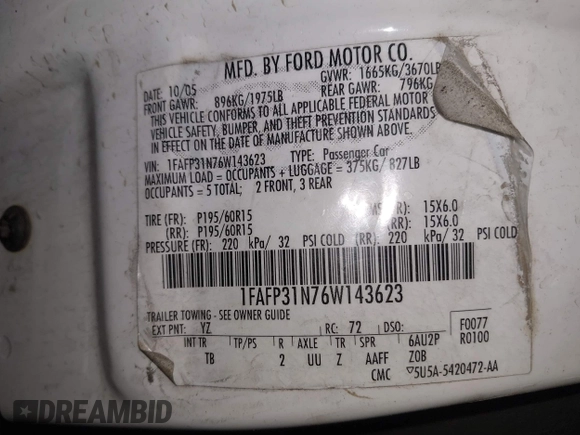 MFD. BY FORD MOTOR CO.
DATE: 10/05 GVWR: 1665KG/3670LB
FRONT GAWR: 896KG/1975LB REAR GAWR: 796KG
THIS VEHICLE CONFORMS TO ALL APPLICABLE FEDERAL MOTOR
VEHICLE SAFETY, BUMPER, AND THEFT PREVENTION STANDARDS
IN EFFECT ON THE DATE OF MANUFACTURE SHOWN ABOVE.
VIN: 1FAFP31N76W143623 TYPE: Passenger Car
MAXIMUM LOAD = OCCUPANTS + LUGGAGE = 375KG/ 827LB
OCCUPANTS = 5 TOTAL; 2 FRONT, 3 REAR
TIRE (FR): P195/60R15 15X6.0
(RR): P195/60R15 (RR): 15X6.0
PRESSURE (FR): 220 kPa/ 32 PSI COLD (RR): 220 kPa/ 32 PSI COLD
1FAFP31N76W143623
TRAILER TOWING - SEE OWNER GUIDE
EXT PNT: YZ RC: 72 DSO: F0077
INT TR TP/PS R AXLE TR SPR 6AU2P R0100
TB 2 UU Z AAFF Z0B
CMC ▽5U5A-5420472-AA
DREAMBID